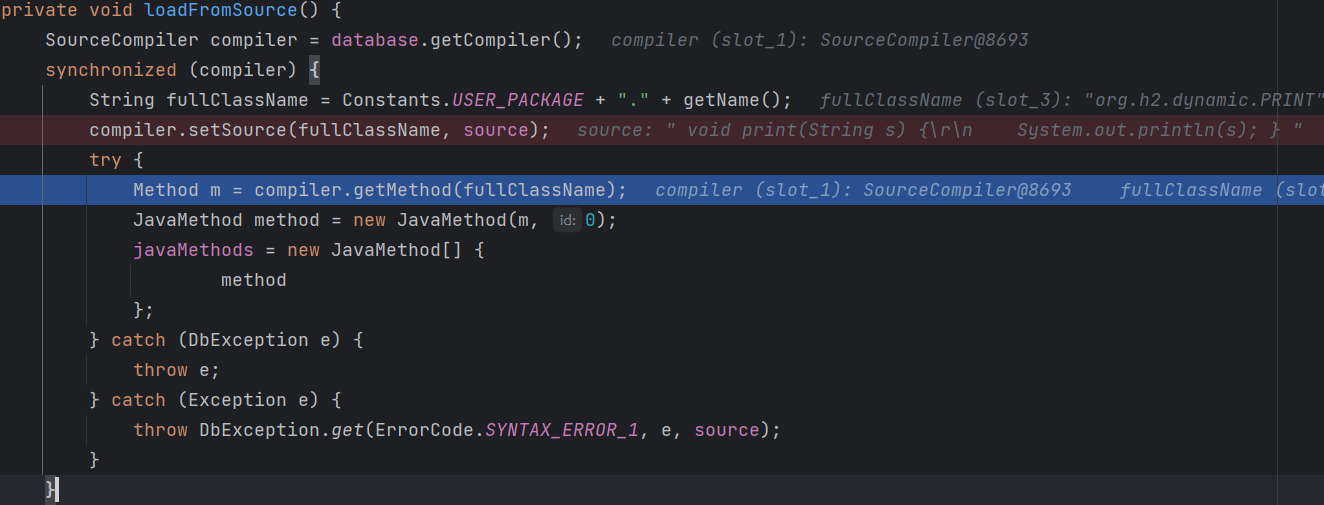 private void loadFromSource() {
SourceCompiler compiler = database.getCompiler(); compiler (slot_1): SourceCompiler@8693
synchronized (compiler) {
String fullClassName = Constants.USER_PACKAGE + "." + getName(); fullClassName (slot_3): "org.h2.dynamic.PRINT"
compiler.setSource(fullClassName, source); source: " void print(String s) {\r\n    System.out.println(s); } "
try {
Method m = compiler.getMethod(fullClassName); compiler (slot_1): SourceCompiler@8693 fullClassName (slot
JavaMethod method = new JavaMethod(m, id: 0);
javaMethods = new JavaMethod[] {
method
};
} catch (DbException e) {
throw e;
} catch (Exception e) {
throw DbException.get(ErrorCode.SYNTAX_ERROR_1, e, source);
}
}